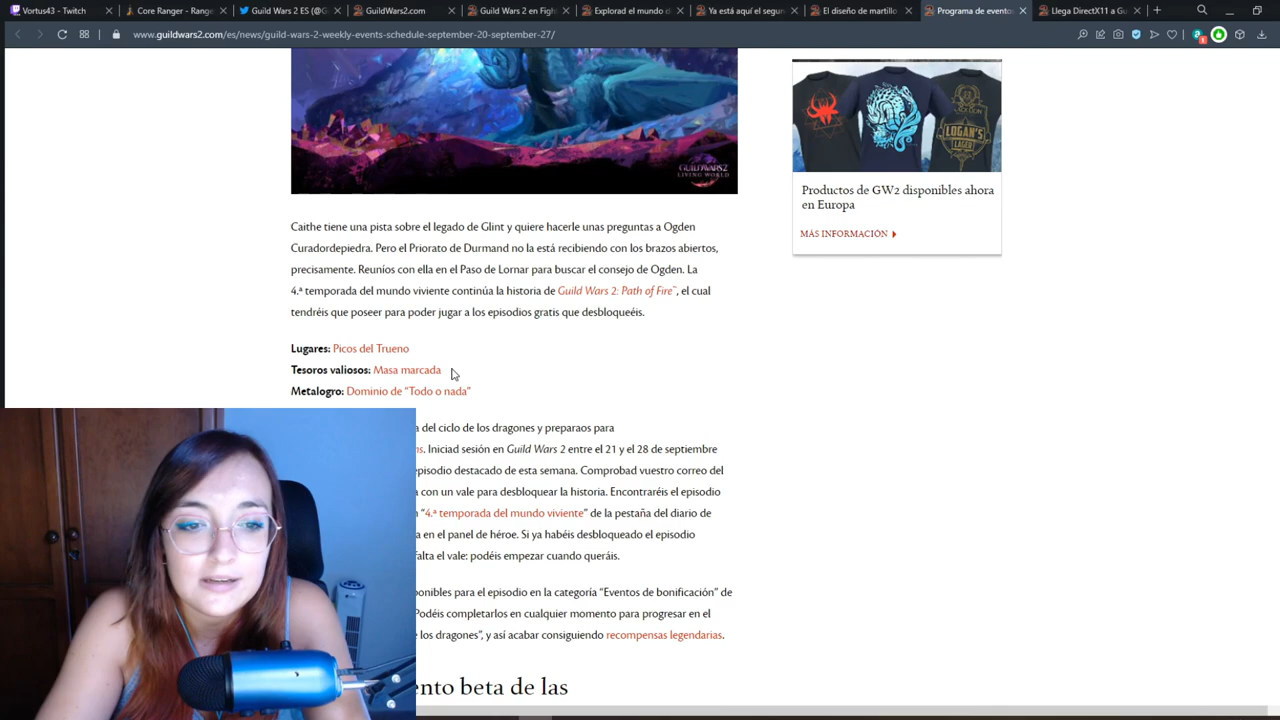 Vortus43 - Twitch
Core Ranger - Range
Guild Wars 2 ES (@G
GuildWars2.com
Guild Wars 2 en Fight
Explorad el mundo d
Ya está aquí el segun
El diseño de martillo
Programa de evento
Llega DirectX11 a Gu
www.guildwars2.com/es/news/guild-wars-2-weekly-events-schedule-september-20-september-27/
GUILDWARS2
LIVING WORLD
LOGAN'S
LAGER
Productos de GW2 disponibles ahora
en Europa
MÁS INFORMACIÓN
Caithe tiene una pista sobre el legado de Glint y quiere hacerle unas preguntas a Ogden
Curadordepiedra. Pero el Priorato de Durmand no la está recibiendo con los brazos abiertos,
precisamente. Reuníos con ella en el Paso de Lornar para buscar el consejo de Ogden. La
4.ª temporada del mundo viviente continúa la historia de Guild Wars 2: Path of Fire™, el cual
tendréis que poseer para poder jugar a los episodios gratis que desbloqueéis.
Lugares: Picos del Trueno
Tesoros valiosos: Masa marcada
Metalogro: Dominio de “Todo o nada”
a del ciclo de los dragones y preparaos para
ns. Iniciad sesión en Guild Wars 2 entre el 21 y el 28 de septiembre
episodio destacado de esta semana. Comprobad vuestro correo del
a con un vale para desbloquear la historia. Encontraréis el episodio
n “4.ª temporada del mundo viviente” de la pestaña del diario de
a en el panel de héroe. Si ya habéis desbloqueado el episodio
falta el vale: podéis empezar cuando queráis.
onibles para el episodio en la categoría “Eventos de bonificación” de
Podéis completarlos en cualquier momento para progresar en el
e los dragones”, y así acabar consiguiendo recompensas legendarias.
ento beta de las